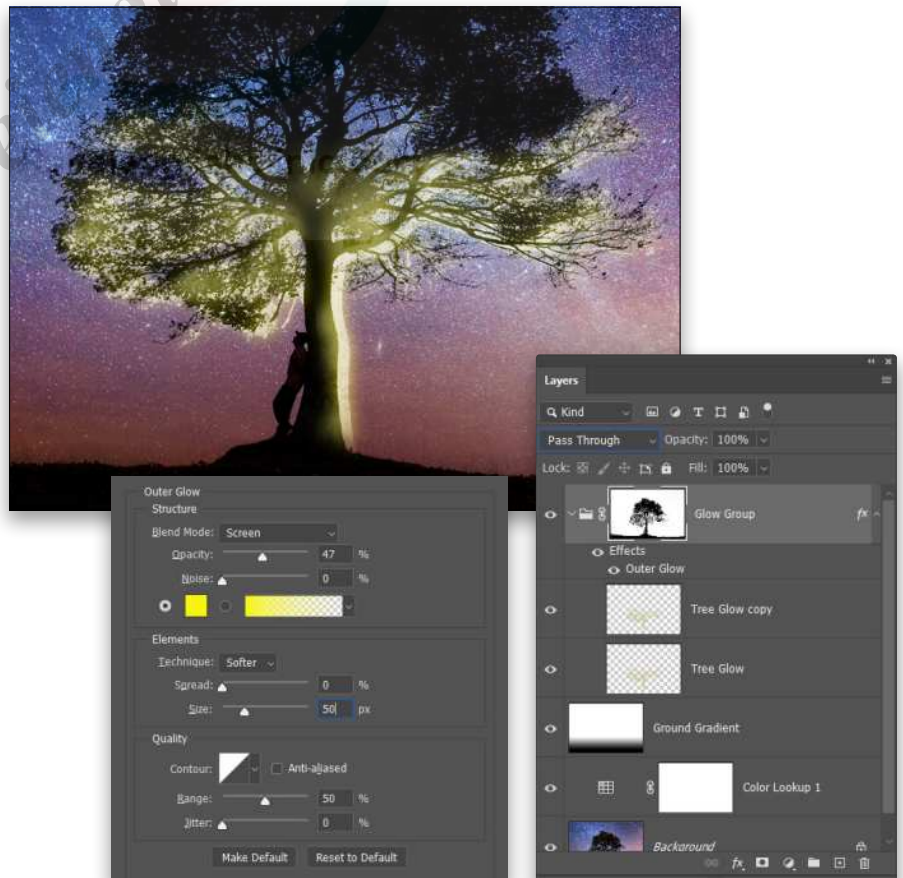 Outer Glow
Structure
Blend Mode: Screen
Opacity: 47 %
Noise: 0 %
Elements
Technique: Softer
Spread: 0 %
Size: 50 px
Quality
Contour: Anti-aliased
Range: 50 %
Jitter: 0 %
Make Default Reset to Default
Layers
Kind
Pass Through Opacity: 100%
Lock: Fill: 100%
Glow Group fx
Effects
Outer Glow
Tree Glow copy
Tree Glow
Ground Gradient
Color Lookup 1
Background
fx